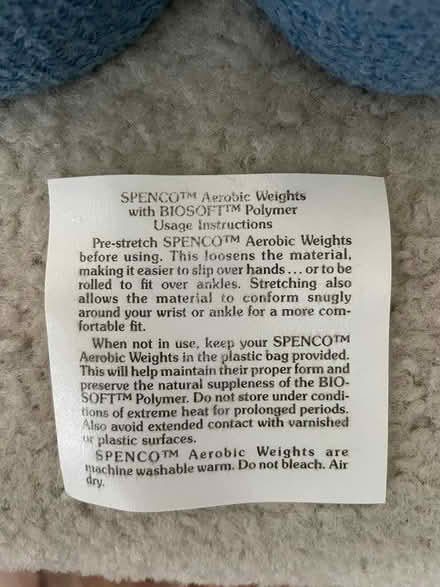 SPENCO™ Aerobic Weights
with BIOSOFT™ Polymer
Usage Instructions
Pre-stretch SPENCO™ Aerobic Weights
before using. This loosens the material,
making it easier to slip over hands . . . or to be
rolled to fit over ankles. Stretching also
allows the material to conform snugly
around your wrist or ankle for a more com-
fortable fit.
When not in use, keep your SPENCO™
Aerobic Weights in the plastic bag provided.
This will help maintain their proper form and
preserve the natural suppleness of the BIO-
SOFT™ Polymer. Do not store under condi-
tions of extreme heat for prolonged periods.
Also avoid extended contact with varnished
or plastic surfaces.
SPENCO™ Aerobic Weights are
machine washable warm. Do not bleach. Air
dry.